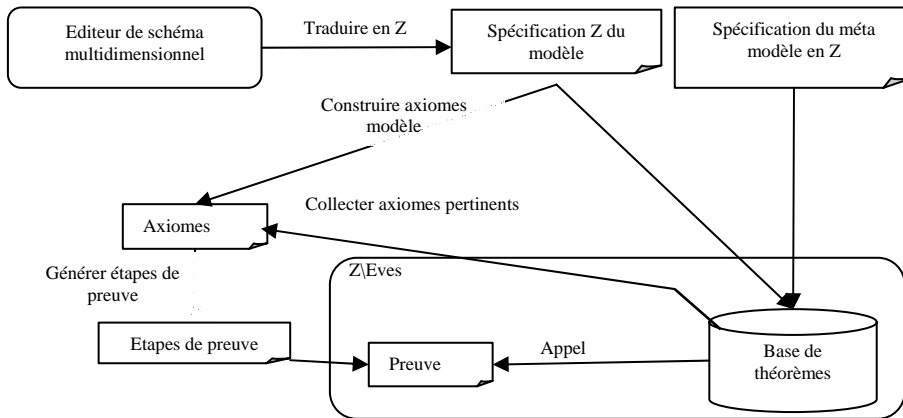 Editeur de schéma
multidimensionnel
Traduire en Z
Spécification Z du
modèle
Spécification du méta
modèle en Z
Construire axiomes
modèle
Collecter axiomes pertinents
Axiomes
Générer étapes de
preuve
Z\Eves
Etapes de preuve
Preuve
Appel
Base de
théorèmes